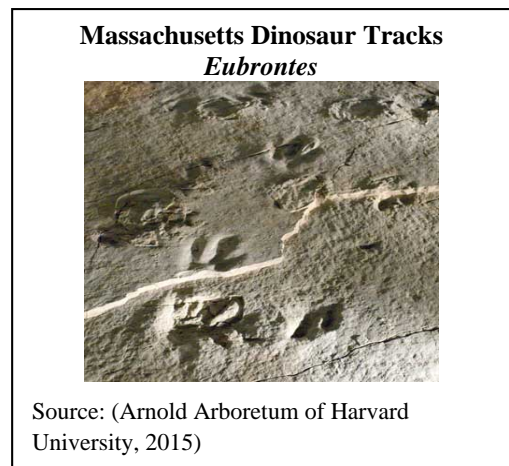 Massachusetts Dinosaur Tracks
Eubrontes
Source: (Arnold Arboretum of Harvard
University, 2015)